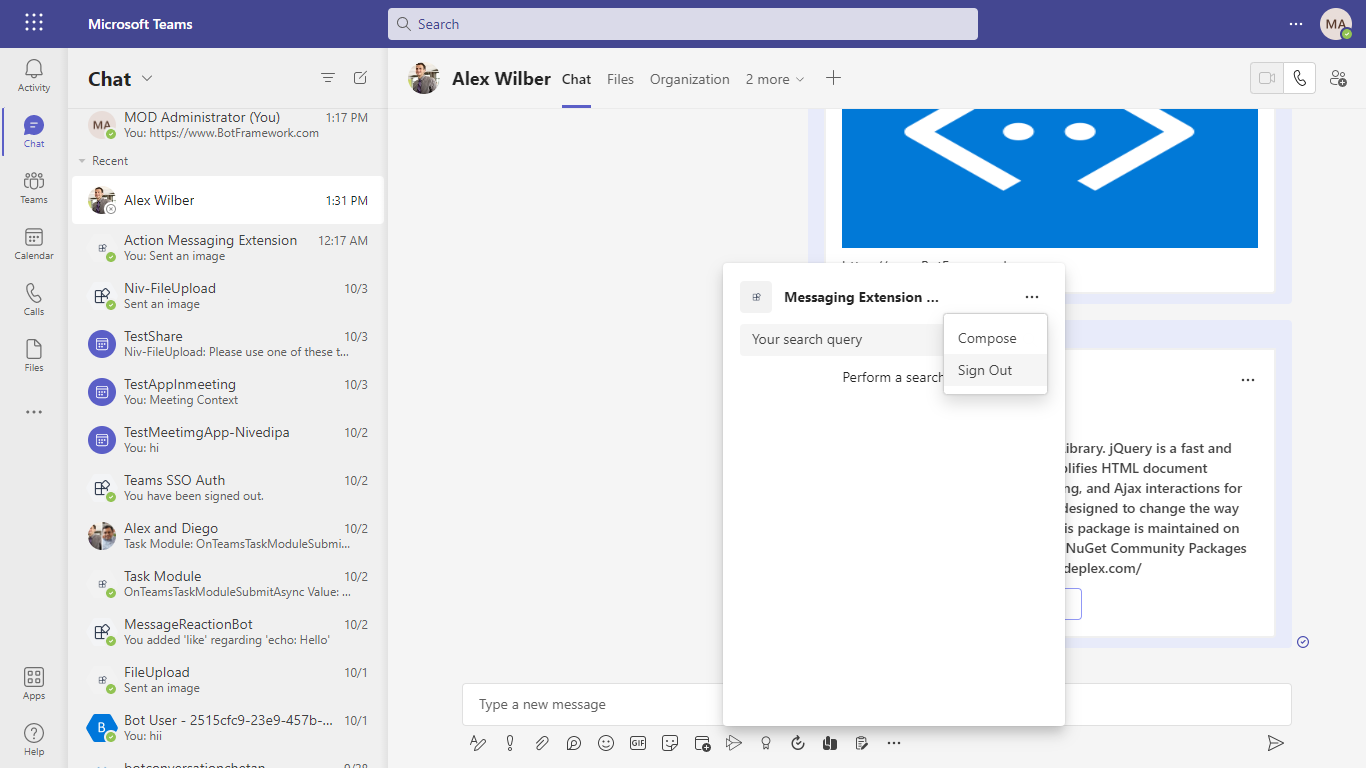 Microsoft Teams
Search
MA
Activity
Chat
Teams
Calendar
Calls
Files
Apps
Help
Chat
MA
MOD Administrator (You)
1:17 PM
You: https://www.BotFramework.com
Recent
Alex Wilber
1:31 PM
Action Messaging Extension
12:17 AM
You: Sent an image
Niv-FileUpload
10/3
Sent an image
TestShare
10/3
Niv-FileUpload: Please use one of these t...
TestAppInmeeting
10/3
You: Meeting Context
TestMeetimgApp-Nivedipa
10/2
You: hi
Teams SSO Auth
10/2
You have been signed out.
Alex and Diego
10/2
Task Module: OnTeamsTaskModuleSubmi...
Task Module
10/2
OnTeamsTaskModuleSubmitAsync Value: ...
MessageReactionBot
10/2
You added 'like' regarding 'echo: Hello'
FileUpload
10/1
Sent an image
B
Bot User - 2515cfc9-23e9-457b-...
10/1
You: hii
Alex Wilber
Chat
Files
Organization
2 more
Messaging Extension ...
Your search query
Compose
Sign Out
Perform a search
library. jQuery is a fast and
plifies HTML document
ng, and Ajax interactions for
designed to change the way
is package is maintained on
NuGet Community Packages
deplex.com/
Type a new message
GIF